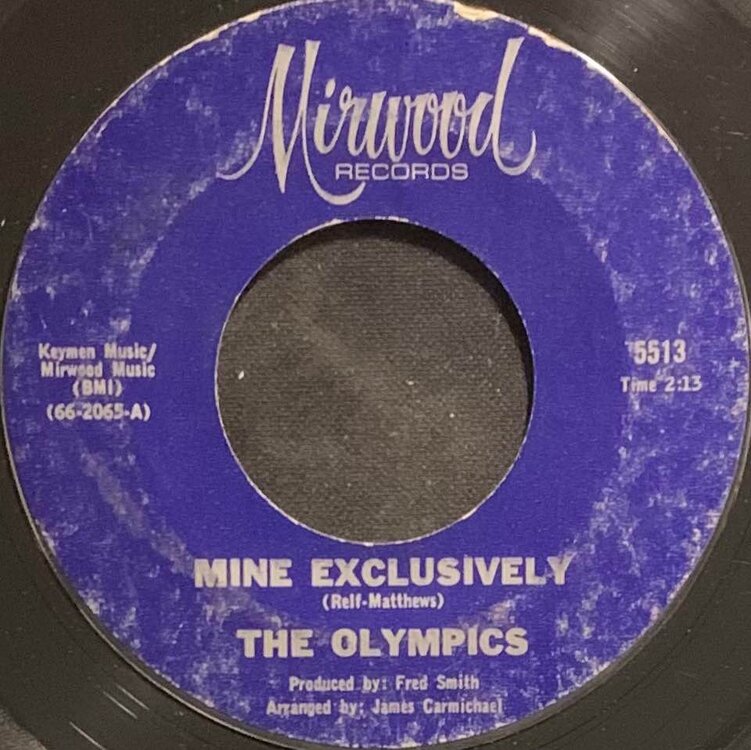 Mirwood
RECORDS
Keymen Music/
Mirwood Music
(BMI)
(66-2065-A)
5513
Time 2:13
MINE EXCLUSIVELY
(Relf-Matthews)
THE OLYMPICS
Produced by: Fred Smith
Arranged by: James Carmichael